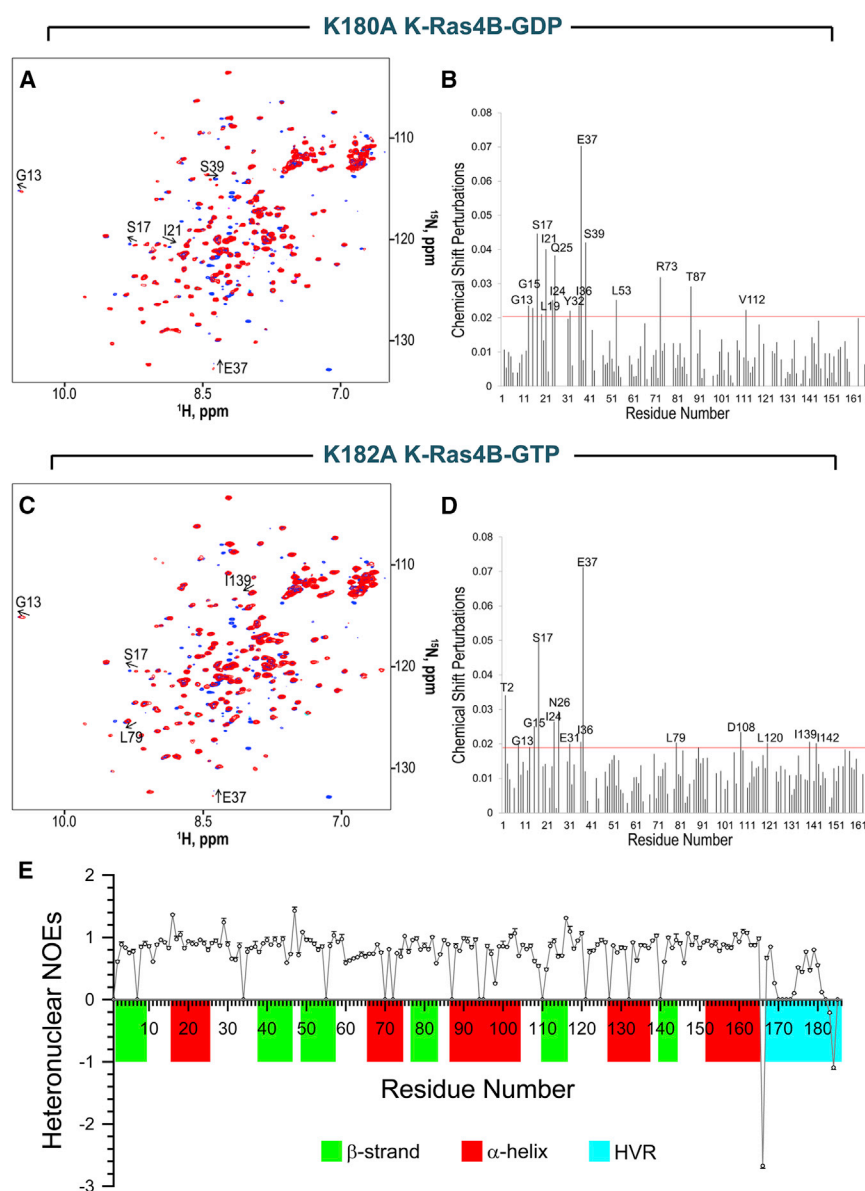 K180A K-Ras4B-GDP
A
G13
S39
S17
I21
E37
110
120
130
¹⁵N, ppm
10.0 8.5 7.0
¹H, ppm
B
Chemical Shift Perturbations
0.08
0.07
0.06
0.05
0.04
0.03
0.02
0.01
0
E37
S17
S39
I21
Q25
R73
T87
G15
I24
I36
L53
G13
L19
Y32
V112
1 11 21 31 41 51 61 71 81 91 101 111 121 131 141 151 161
Residue Number
K182A K-Ras4B-GTP
C
G13
I139
S17
L79
E37
110
120
130
¹⁵N, ppm
10.0 8.5 7.0
¹H, ppm
D
Chemical Shift Perturbations
0.08
0.07
0.06
0.05
0.04
0.03
0.02
0.01
0
E37
S17
T2
N26
G15
I24
I36
D108
G13
E31
L79
L120
I139
I142
1 11 21 31 41 51 61 71 81 91 101 111 121 131 141 151 161
Residue Number
E
Heteronuclear NOEs
2
1
0
-1
-2
-3
10 20 30 40 50 60 70 80 90 100 110 120 130 140 150 160 170 180
Residue Number
β-strand α-helix HVR